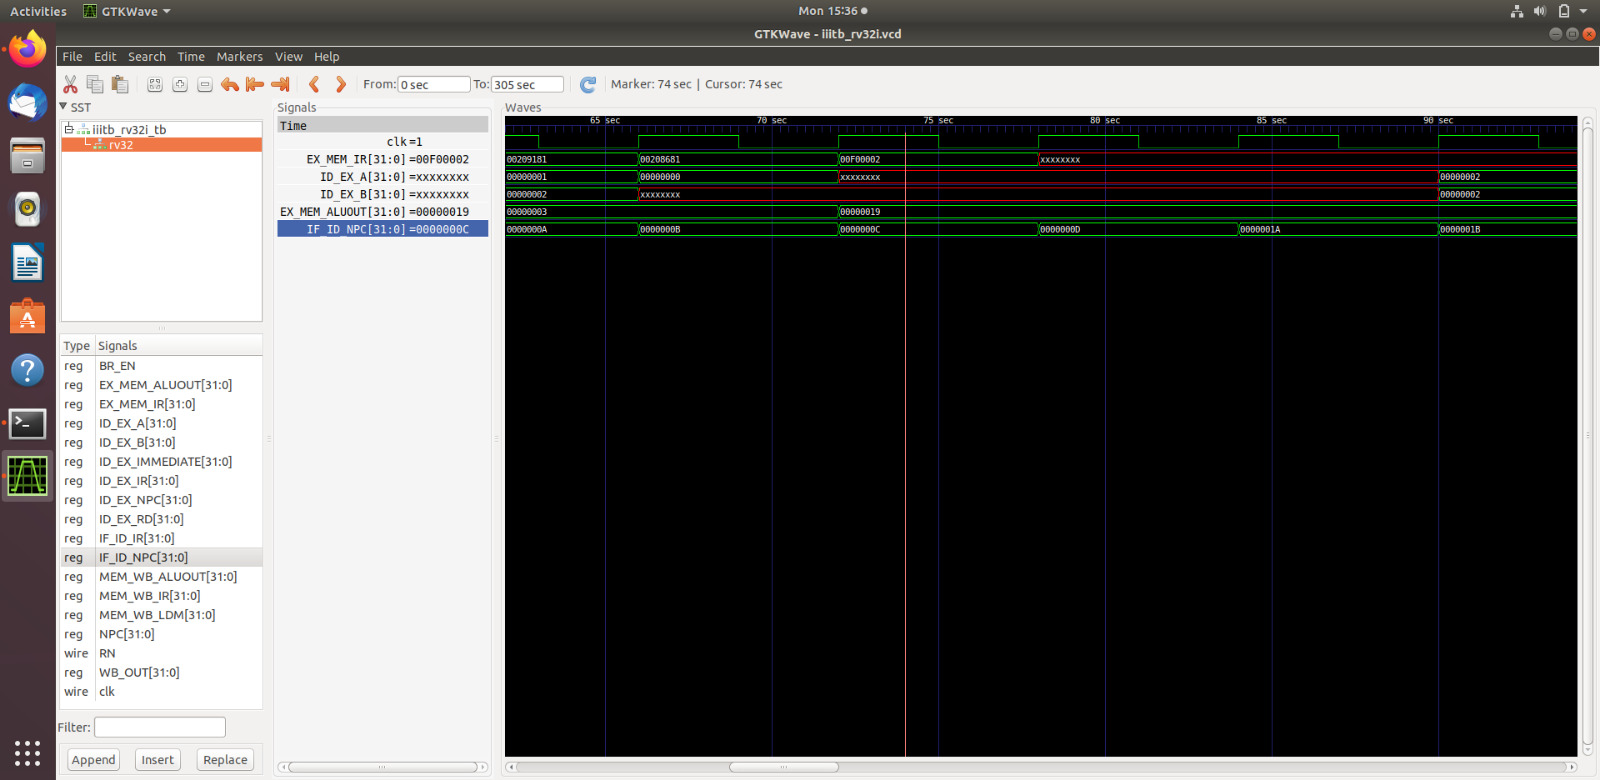 Activities GTKWave Mon 15:36
GTKWave - iiitb_rv32i.vcd
File Edit Search Time Markers View Help
From: 0 sec To: 305 sec Marker: 74 sec | Cursor: 74 sec
SST
iiitb_rv32i_tb
rv32
Type Signals
reg BR_EN
reg EX_MEM_ALUOUT[31:0]
reg EX_MEM_IR[31:0]
reg ID_EX_A[31:0]
reg ID_EX_B[31:0]
reg ID_EX_IMMEDIATE[31:0]
reg ID_EX_IR[31:0]
reg ID_EX_NPC[31:0]
reg ID_EX_RD[31:0]
reg IF_ID_IR[31:0]
reg IF_ID_NPC[31:0]
reg MEM_WB_ALUOUT[31:0]
reg MEM_WB_IR[31:0]
reg MEM_WB_LDM[31:0]
reg NPC[31:0]
wire RN
reg WB_OUT[31:0]
wire clk
Filter:
Append Insert Replace
Signals
Time
clk=1
EX_MEM_IR[31:0]=00F00002
ID_EX_A[31:0]=xxxxxxxx
ID_EX_B[31:0]=xxxxxxxx
EX_MEM_ALUOUT[31:0]=00000019
IF_ID_NPC[31:0]=0000000C
Waves
65 sec 70 sec 75 sec 80 sec 85 sec 90 sec
00209181 00208681 00F00002 xxxxxxxx
00000001 00000000 xxxxxxxx 00000002
00000002 xxxxxxxx 00000002
00000003 00000019
0000000A 0000000B 0000000C 0000000D 0000001A 0000001B